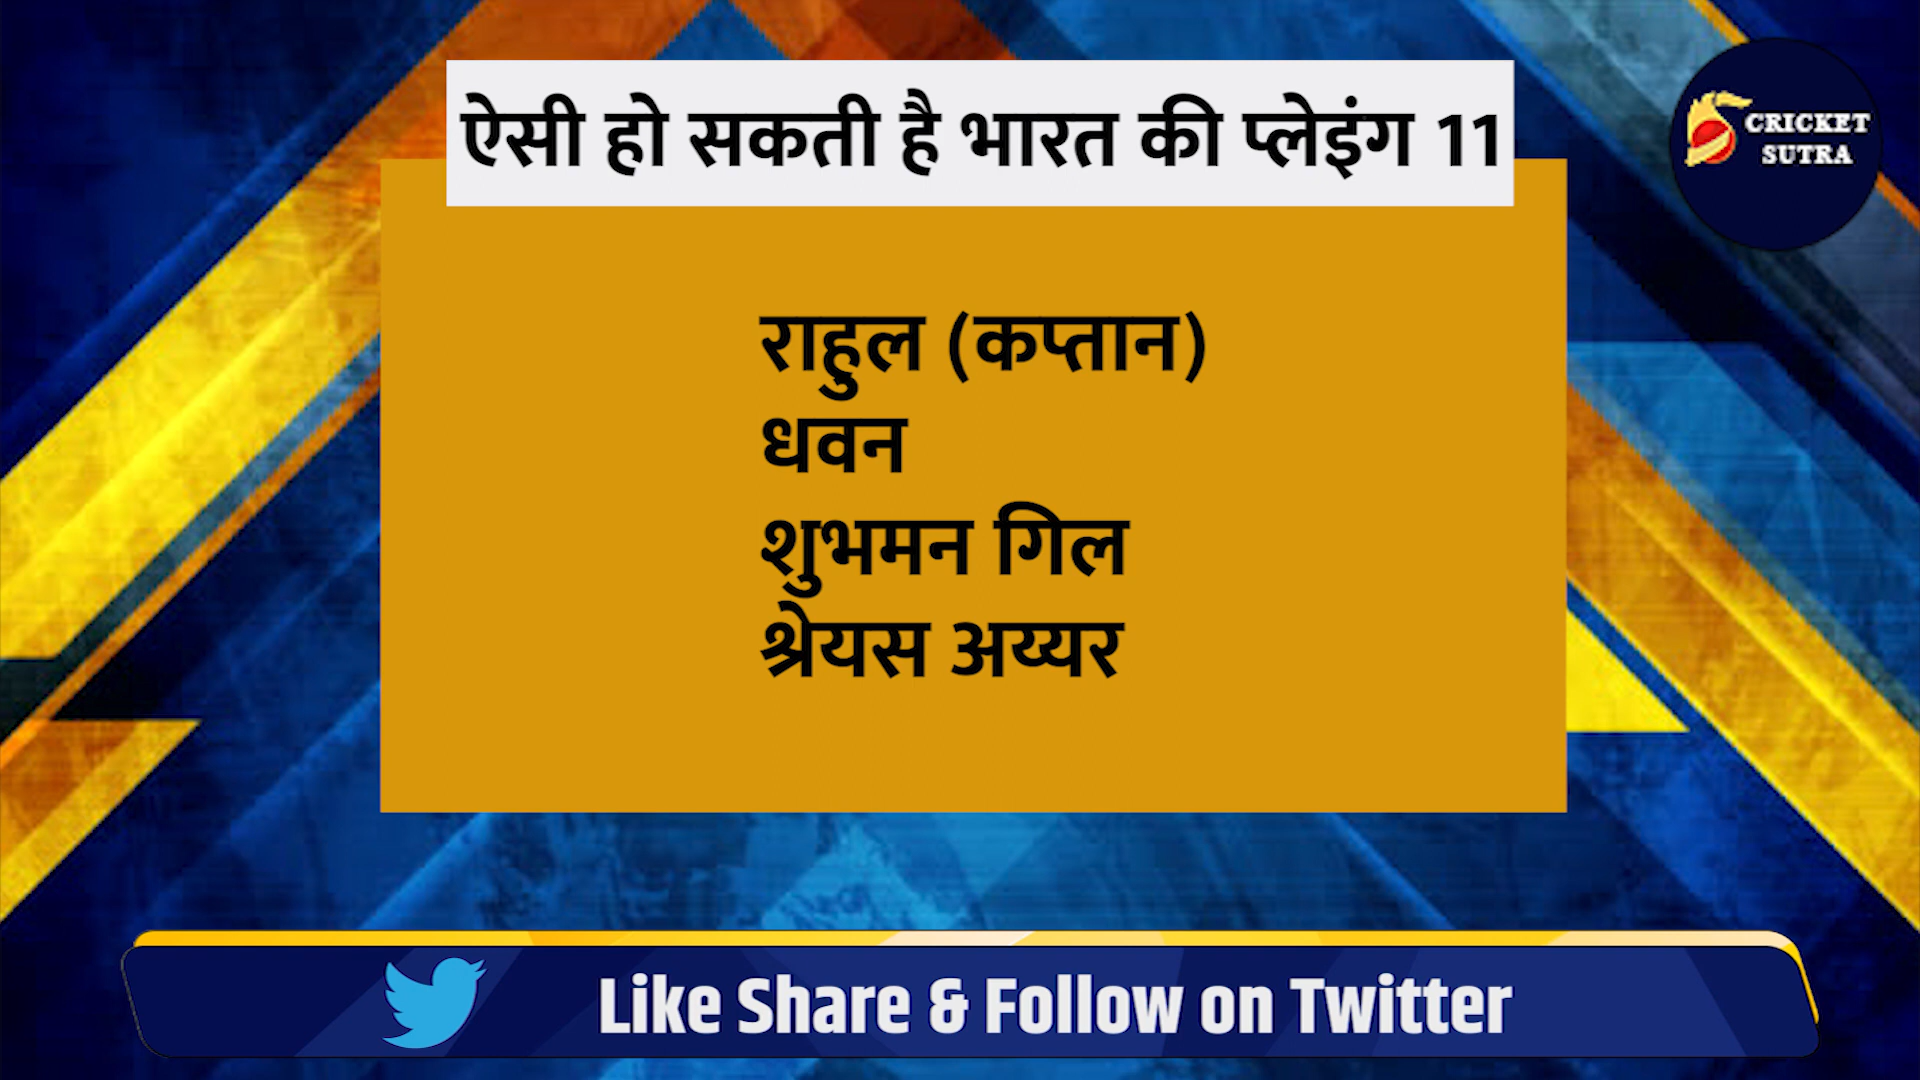 ऐसी हो सकती है भारत की प्लेइंग 11
CRICKET
SUTRA
राहुल (कप्तान)
धवन
शुभमन गिल
श्रेयस अय्यर
Like Share & Follow on Twitter